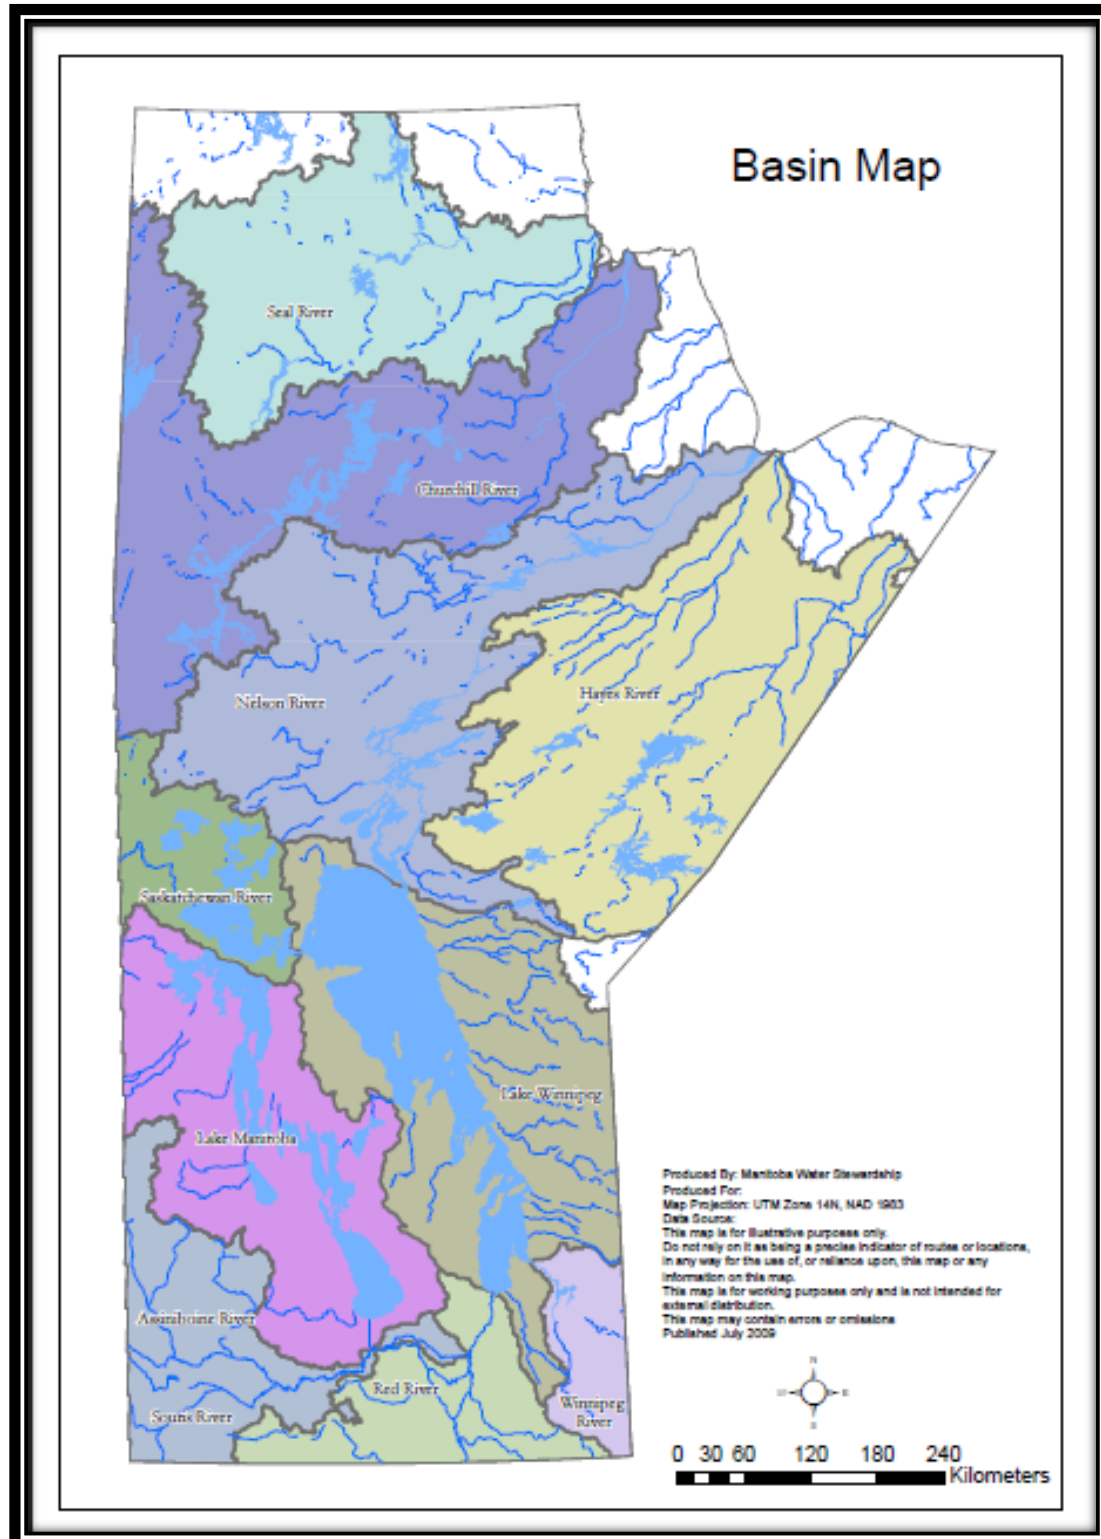 Basin Map
Seal River
Churchill River
Nelson River
Hayes River
Saskatchewan River
Lake Winnipeg
Lake Manitoba
Produced By: Manitoba Water Stewardship
Produced For:
Map Projection: UTM Zone 14N, NAD 1983
Data Source:
This map is for illustrative purposes only.
Do not rely on it as being a precise indicator of routes or locations,
in any way for the use of, or reliance upon, this map or any
information on this map.
This map is for working purposes only and is not intended for
external distribution.
This map may contain errors or omissions
Published July 2009
Assiniboine River
Red River
Souris River
Winnipeg
River
N
W E
S
0 30 60 120 180 240
Kilometers